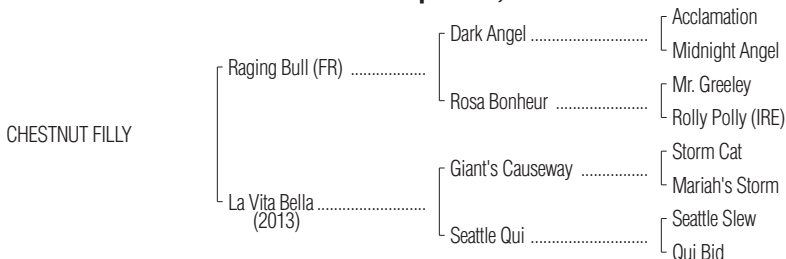 Acclamation
Dark Angel ..........................
Midnight Angel
Raging Bull (FR) ..................
Mr. Greeley
Rosa Bonheur ....................
Rolly Polly (IRE)
CHESTNUT FILLY
Storm Cat
Giant's Causeway ...............
Mariah's Storm
La Vita Bella ........................
(2013)
Seattle Slew
Seattle Qui ..........................
Qui Bid